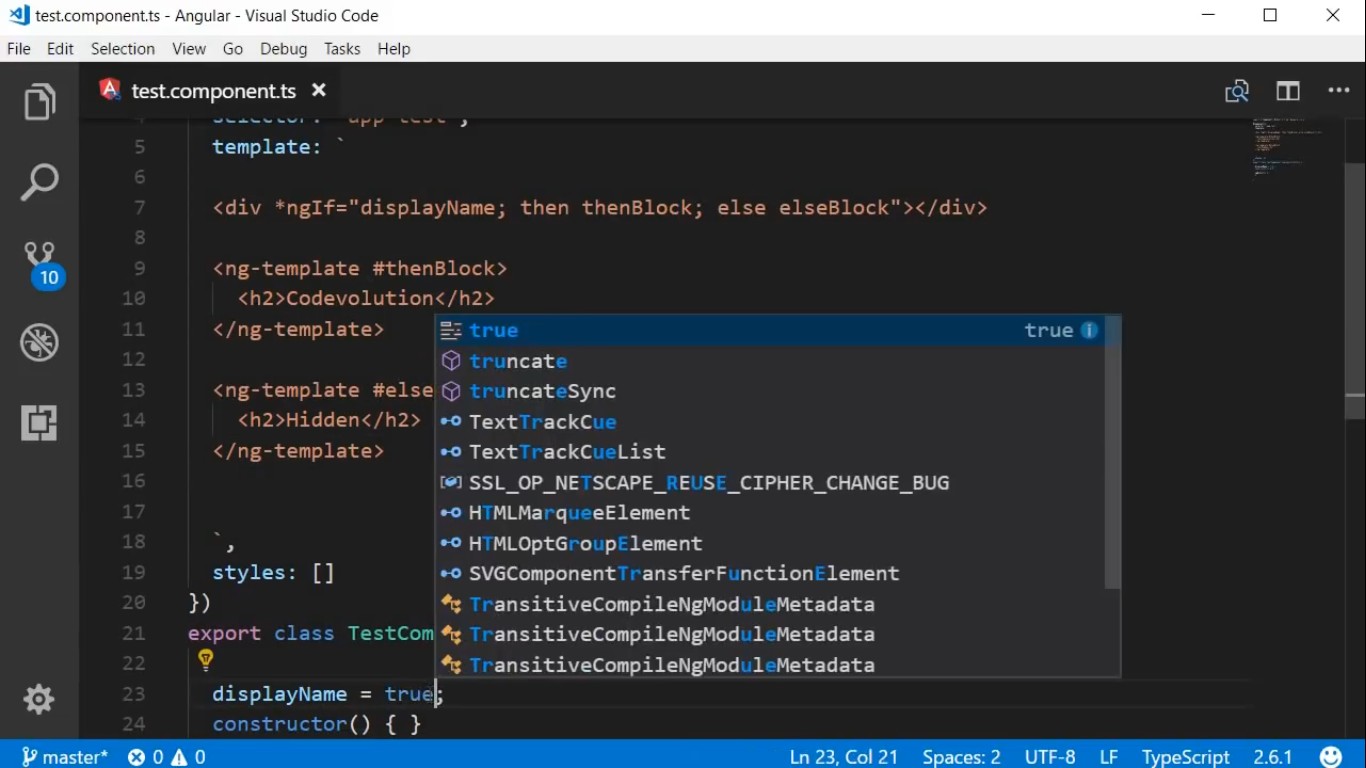 test.component.ts - Angular - Visual Studio Code
File Edit Selection View Go Debug Tasks Help
test.component.ts
5 template: `
6
7 <div *ngIf="displayName; then thenBlock; else elseBlock"></div>
8
9 <ng-template #thenBlock>
10 <h2>Codevolution</h2>
11 </ng-template>
12
13 <ng-template #else
14 <h2>Hidden</h2>
15 </ng-template>
16
17
18 `,
19 styles: []
20 })
21 export class TestCom
22
23 displayName = true;
24 constructor() { }
true true
truncate
truncateSync
TextTrackCue
TextTrackCueList
SSL_OP_NETSCAPE_REUSE_CIPHER_CHANGE_BUG
HTMLMarqueeElement
HTMLOptGroupElement
SVGComponentTransferFunctionElement
TransitiveCompileNgModuleMetadata
TransitiveCompileNgModuleMetadata
TransitiveCompileNgModuleMetadata
10
master* 0 0 Ln 23, Col 21 Spaces: 2 UTF-8 LF TypeScript 2.6.1